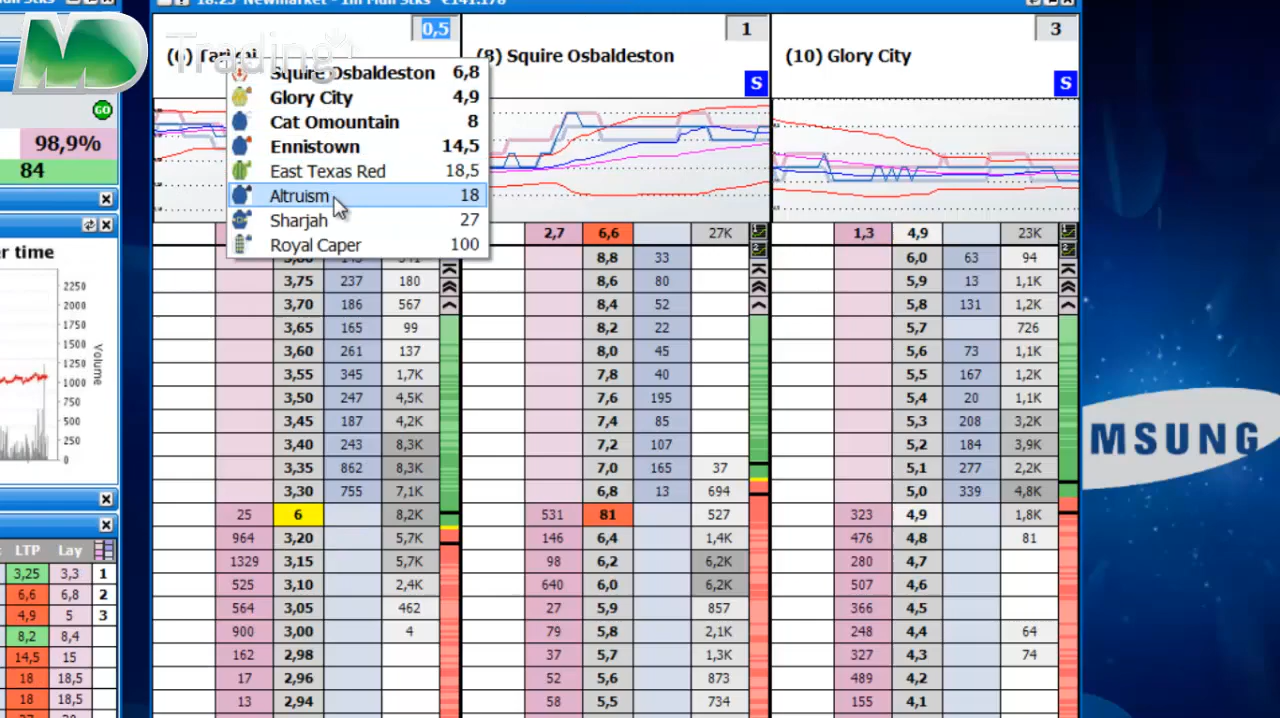 18:25 Newmarket - 1m Mdn Stks €141.176
MD Trading
0,5
1
3
(8) Squire Osbaldeston
(10) Glory City
S
S
Squire Osbaldeston 6,8
Glory City 4,9
Cat Omountain 8
Ennistown 14,5
East Texas Red 18,5
Altruism 18
Sharjah 27
Royal Caper 100
GO
98,9%
84
er time
2250
2000
1750
1500
1250
1000
750
500
250
0
Volume
LTP Lay
3,25 3,3 1
6,6 6,8 2
4,9 5 3
8,2 8,4
14,5 15
18 18,5
18 18,5
3,75 237 180
3,70 186 567
3,65 165 99
3,60 261 137
3,55 345 1,7K
3,50 247 4,5K
3,45 187 4,2K
3,40 243 8,3K
3,35 862 8,3K
3,30 755 7,1K
25 6 8,2K
964 3,20 5,7K
1329 3,15 5,7K
525 3,10 2,4K
564 3,05 462
900 3,00 4
162 2,98
17 2,96
13 2,94
2,7 6,6 27K
8,8 33
8,6 80
8,4 52
8,2 22
8,0 45
7,8 40
7,6 195
7,4 85
7,2 107
7,0 165 37
6,8 13 694
531 81 527
146 6,4 1,4K
98 6,2 6,2K
640 6,0 6,2K
27 5,9 857
79 5,8 2,1K
37 5,7 1,3K
52 5,6 873
58 5,5 734
1,3 4,9 23K
6,0 63 94
5,9 13 1,1K
5,8 131 1,2K
5,7 726
5,6 73 1,1K
5,5 167 1,2K
5,4 20 1,1K
5,3 208 3,2K
5,2 184 3,9K
5,1 277 2,2K
5,0 339 4,8K
323 4,9 1,8K
476 4,8 81
280 4,7
507 4,6
366 4,5
248 4,4 64
327 4,3 74
489 4,2
155 4,1
MSUNG